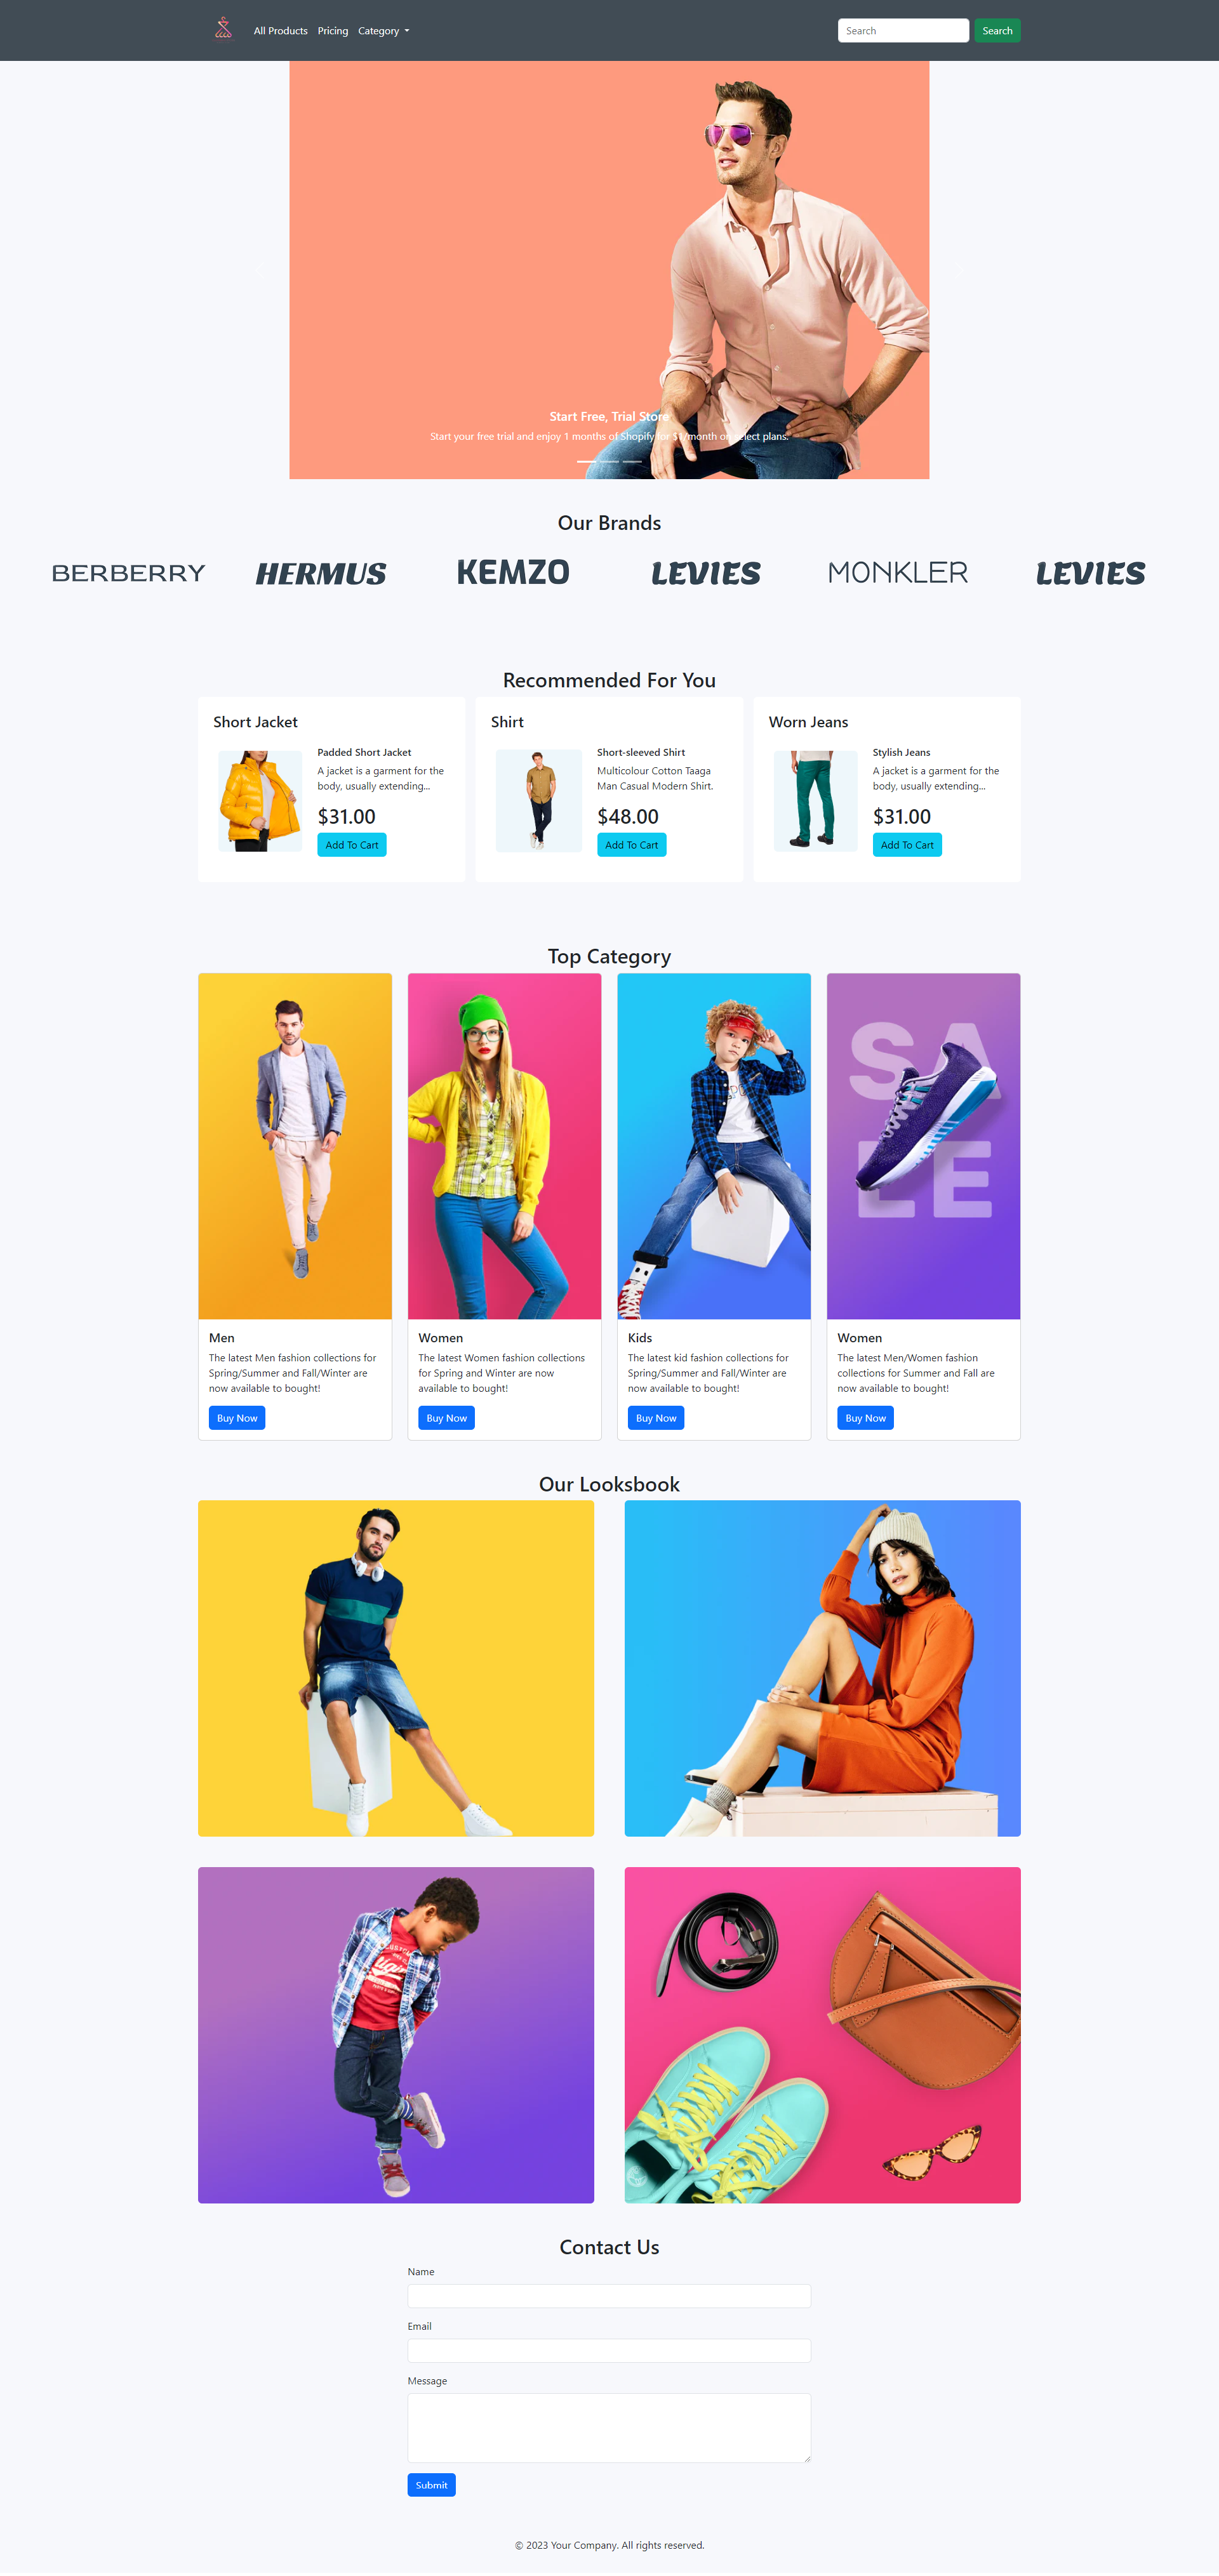 All Products Pricing Category
Search Search
Start Free, Trial Store
Start your free trial and enjoy 1 months of Shopify for $1/month on select plans.
Our Brands
BERBERRY HERMUS KEMZO LEVIES MONKLER LEVIES
Recommended For You
Short Jacket
Padded Short Jacket
A jacket is a garment for the
body, usually extending...
$31.00
Add To Cart
Shirt
Short-sleeved Shirt
Multicolour Cotton Taaga
Man Casual Modern Shirt.
$48.00
Add To Cart
Worn Jeans
Stylish Jeans
A jacket is a garment for the
body, usually extending...
$31.00
Add To Cart
Top Category
SA
LE
Men
The latest Men fashion collections for
Spring/Summer and Fall/Winter are
now available to bought!
Buy Now
Women
The latest Women fashion collections
for Spring and Winter are now
available to bought!
Buy Now
Kids
The latest kid fashion collections for
Spring/Summer and Fall/Winter are
now available to bought!
Buy Now
Women
The latest Men/Women fashion
collections for Summer and Fall are
now available to bought!
Buy Now
Our Looksbook
Contact Us
Name
Email
Message
Submit
© 2023 Your Company. All rights reserved.